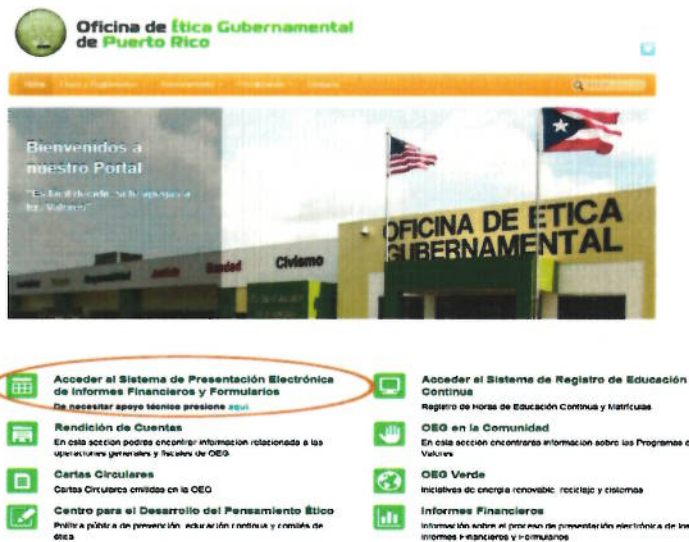 Oficina de Ética Gubernamental
de Puerto Rico
Home
Bienvenidos a
nuestro Portal
OFICINA DE ETICA
GUBERNAMENTAL
Bondad
Civismo
Acceder al Sistema de Presentación Electrónica
de Informes Financieros y Formularios
De necesitar apoyo técnico presione aquí
Rendición de Cuentas
En esta sección podrás encontrar información relacionada a las
operaciones generales y fiscales de OEG
Cartas Circulares
Cartas Circulares emitidas en la OEG
Centro para el Desarrollo del Pensamiento Ético
Política pública de prevención, educación continua y comités de
ética
Acceder al Sistema de Registro de Educación
Continua
Registro de Horas de Educación Continua y Matrículas
OEG en la Comunidad
En esta sección encontraras información sobre los Programas de
Valores
OEG Verde
Iniciativas de energía renovable, reciclaje y cisternas
Informes Financieros
Información sobre el proceso de presentación electrónica de los
Informes Financieros y Formularios